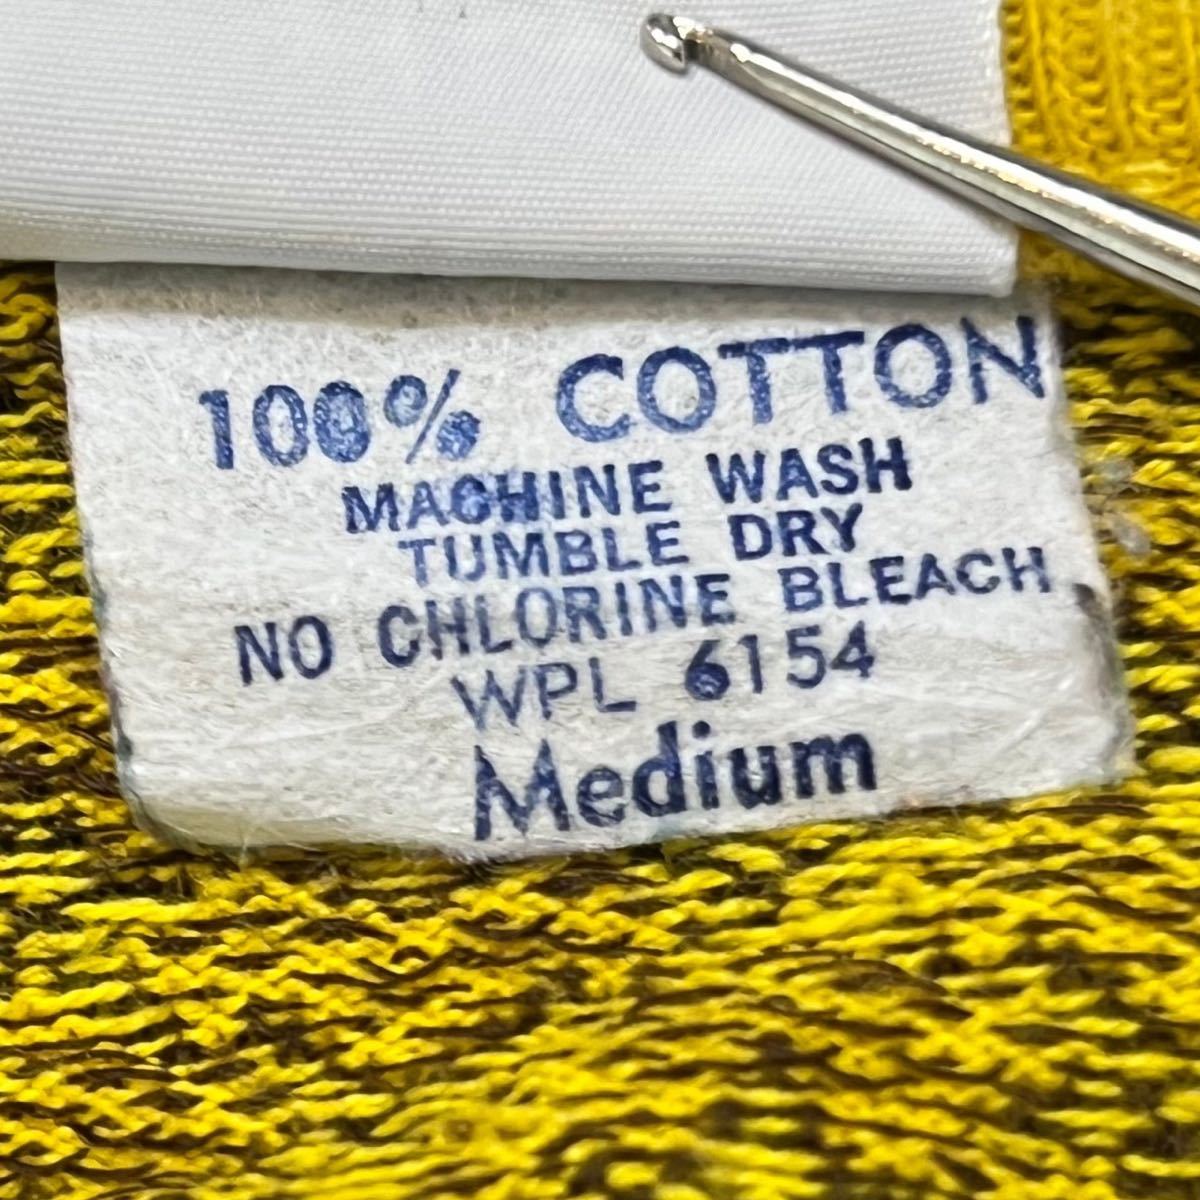 100% COTTON
MACHINE WASH
TUMBLE DRY
NO CHLORINE BLEACH
WPL 6154
Medium